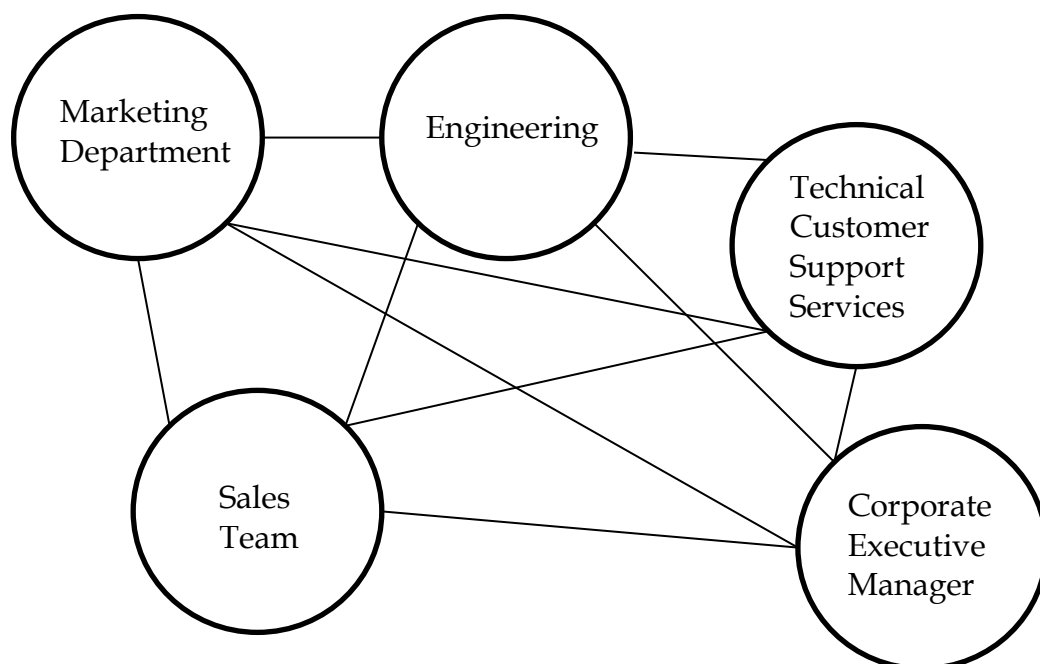 Marketing
Department
Engineering
Technical
Customer
Support
Services
Sales
Team
Corporate
Executive
Manager